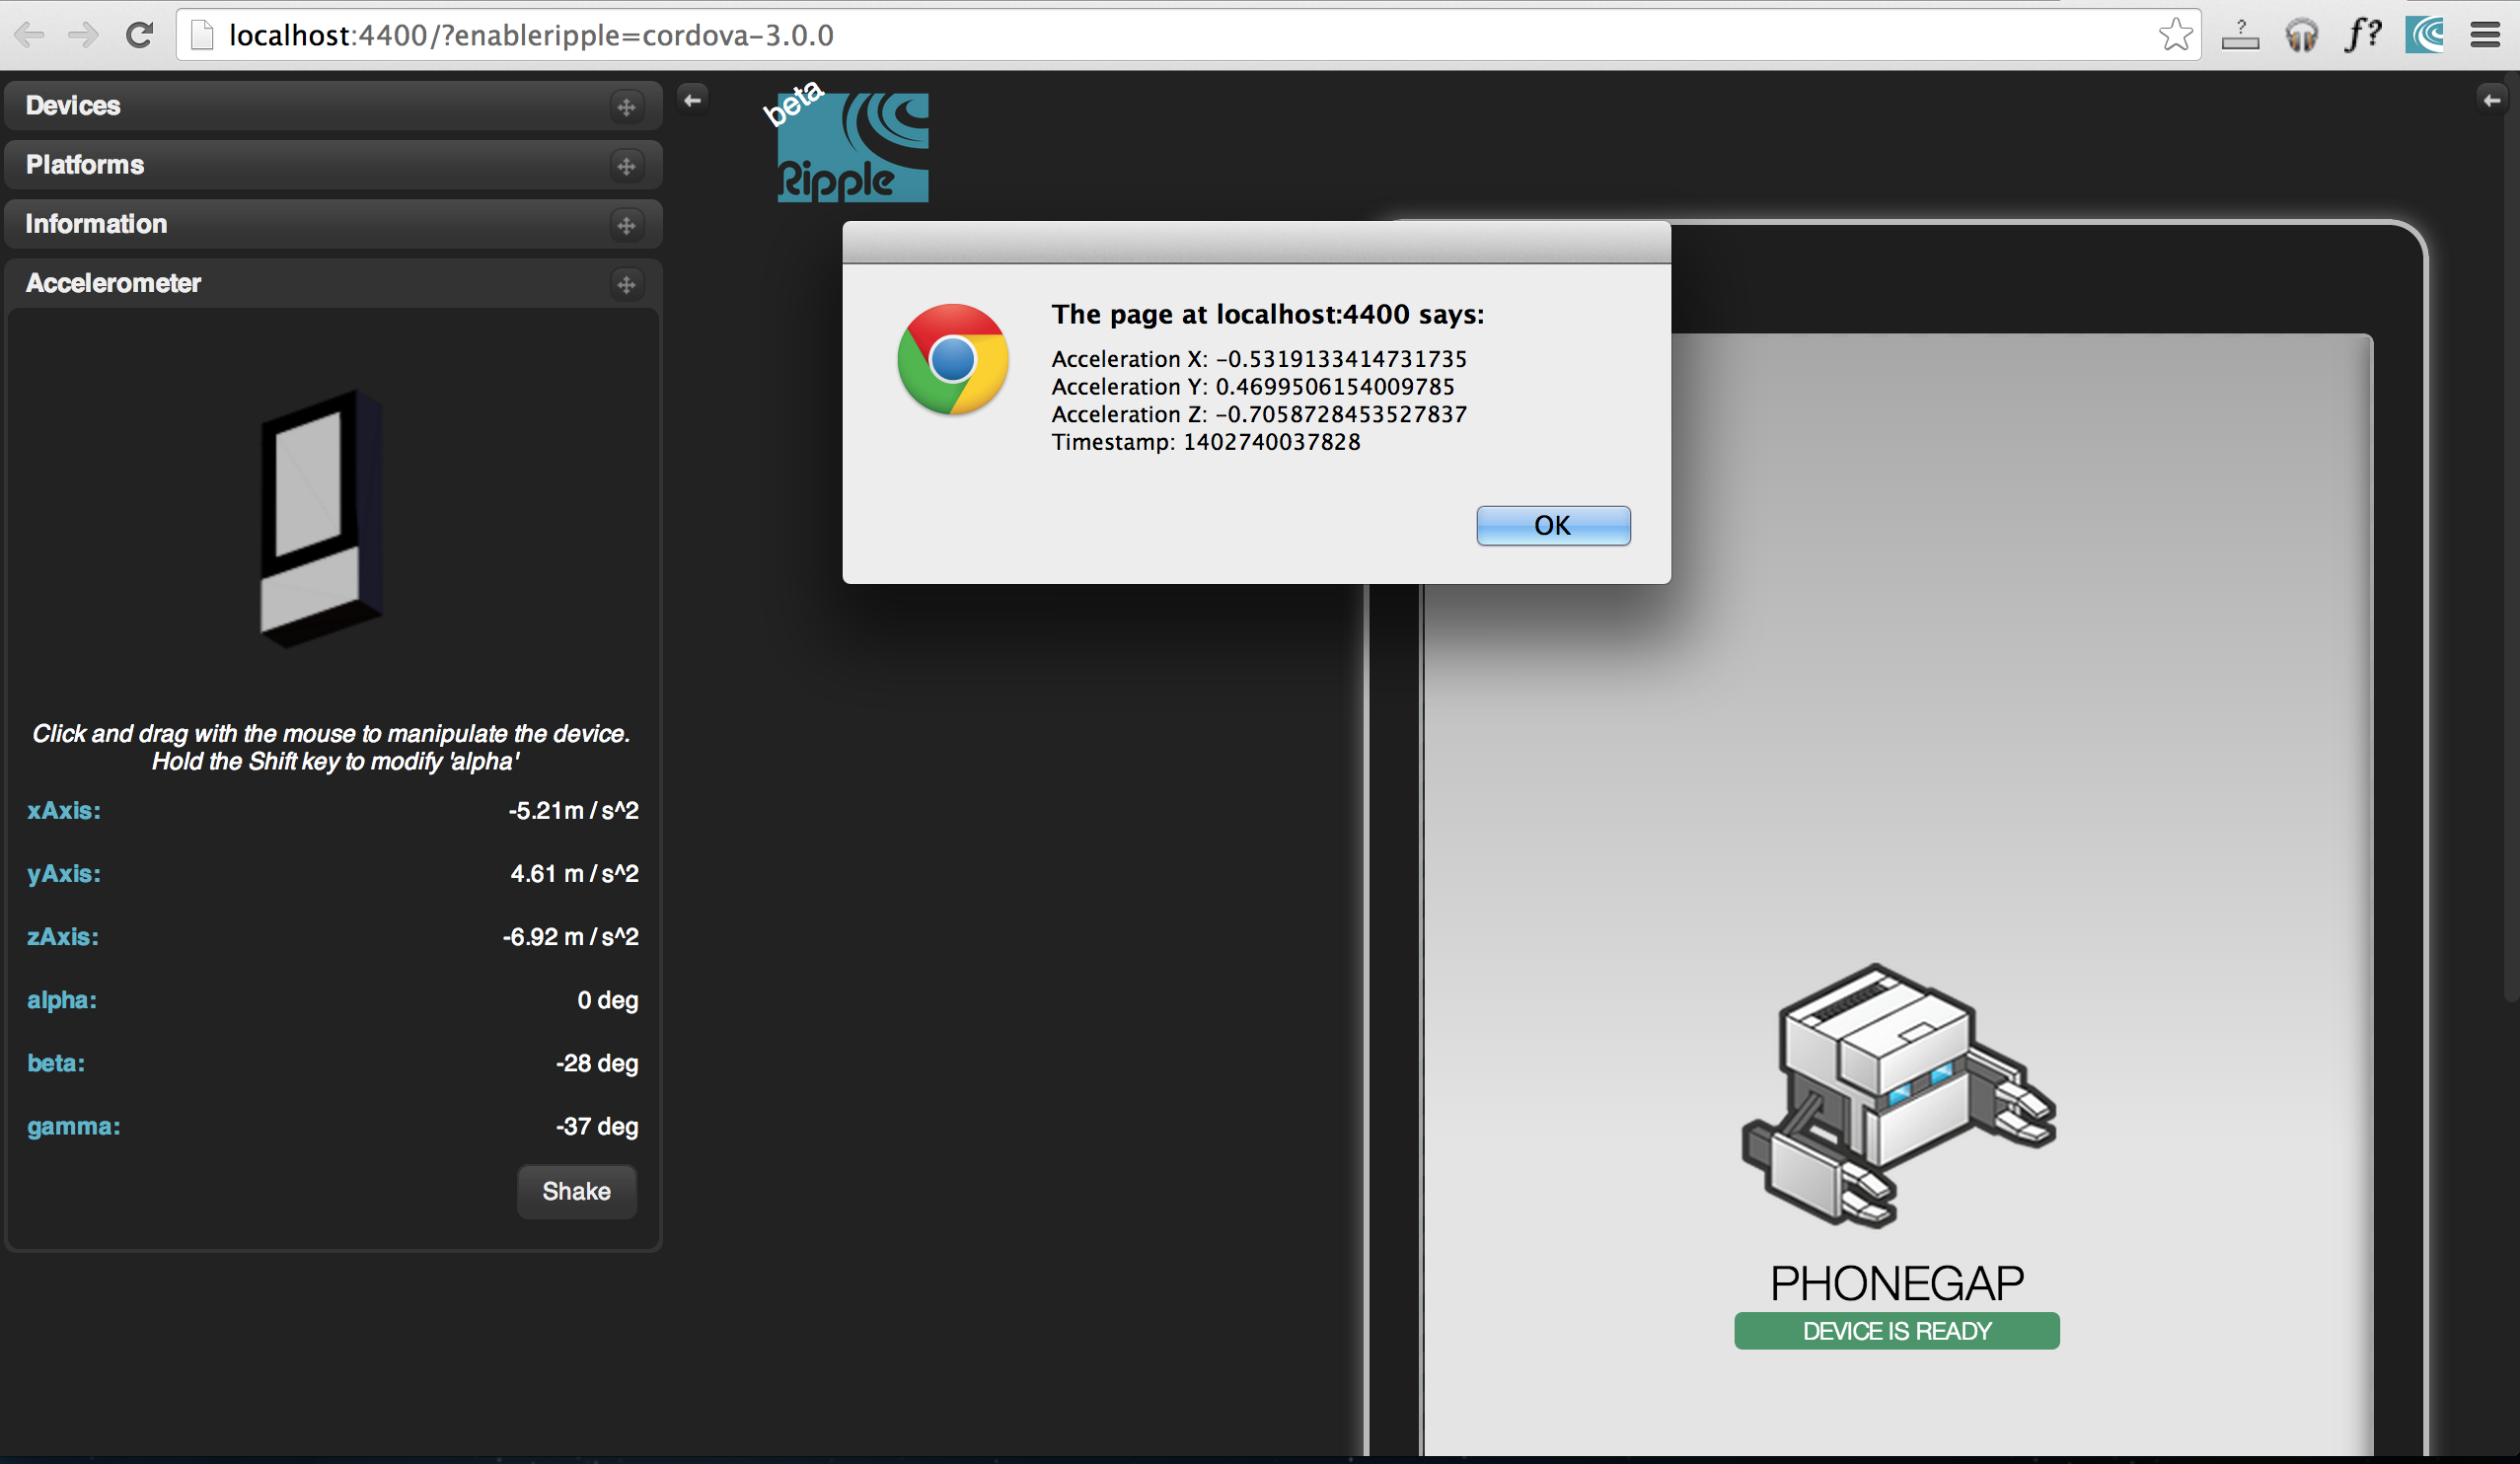 localhost:4400/?enableripple=cordova-3.0.0
?
f?
Devices
Platforms
Information
Accelerometer
Click and drag with the mouse to manipulate the device.
Hold the Shift key to modify 'alpha'
xAxis: -5.21m / s^2
yAxis: 4.61 m / s^2
zAxis: -6.92 m / s^2
alpha: 0 deg
beta: -28 deg
gamma: -37 deg
Shake
beta
Ripple
The page at localhost:4400 says:
Acceleration X: -0.5319133414731735
Acceleration Y: 0.4699506154009785
Acceleration Z: -0.7058728453527837
Timestamp: 1402740037828
OK
PHONEGAP
DEVICE IS READY